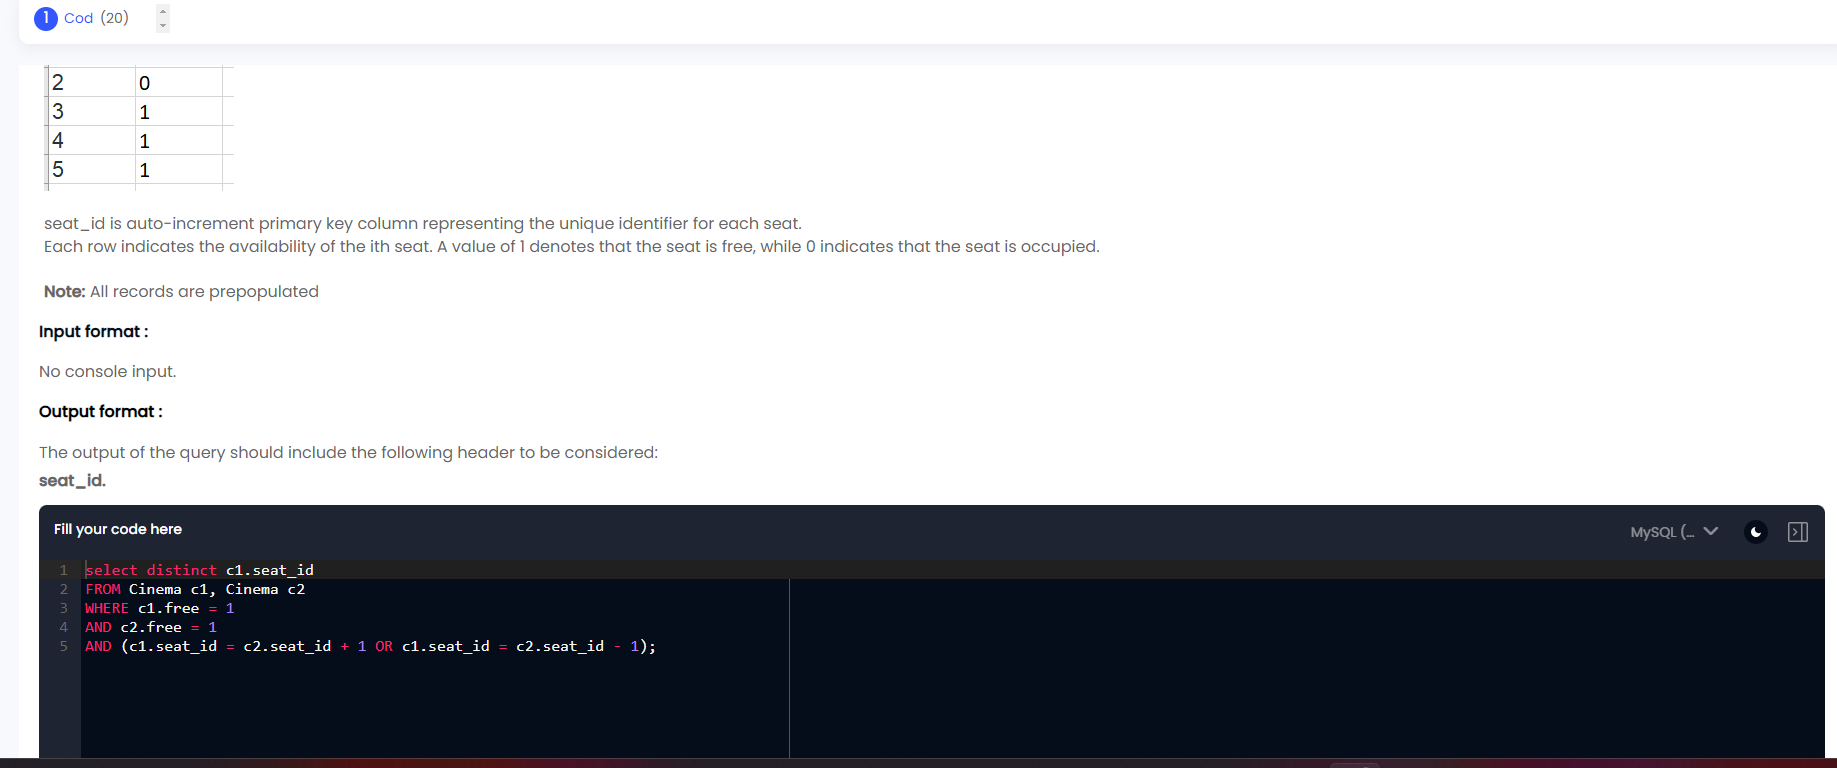 1 Cod (20)
2 0
3 1
4 1
5 1
seat_id is auto-increment primary key column representing the unique identifier for each seat.
Each row indicates the availability of the ith seat. A value of 1 denotes that the seat is free, while 0 indicates that the seat is occupied.
Note: All records are prepopulated
Input format :
No console input.
Output format :
The output of the query should include the following header to be considered:
seat_id.
Fill your code here
MySQL (...
1 select distinct c1.seat_id
2 FROM Cinema c1, Cinema c2
3 WHERE c1.free = 1
4 AND c2.free = 1
5 AND (c1.seat_id = c2.seat_id + 1 OR c1.seat_id = c2.seat_id - 1);